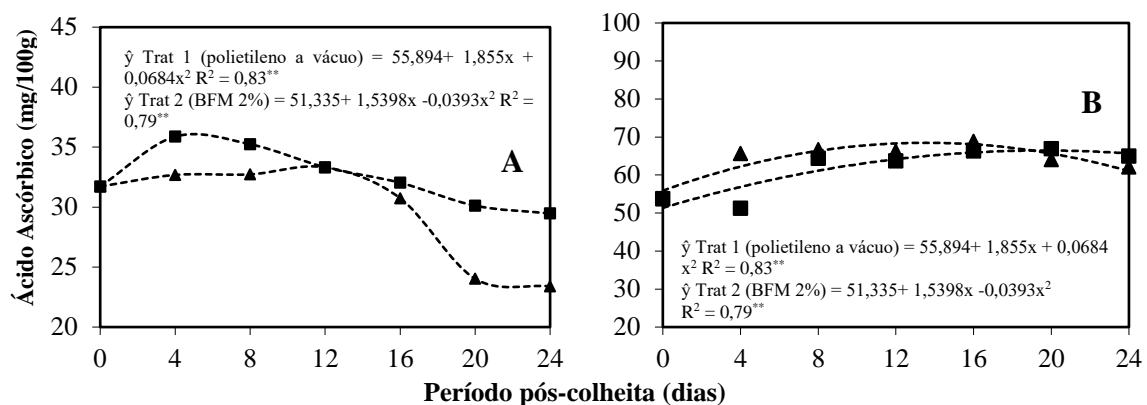 Ácido Ascórbico (mg/100g)
45
40
35
30
25
20
ŷ Trat 1 (polietileno a vácuo) = 55,894+ 1,855x +
0,0684x² R² = 0,83**
ŷ Trat 2 (BFM 2%) = 51,335+ 1,5398x -0,0393x² R² =
0,79**
A
0 4 8 12 16 20 24
100
90
80
70
60
50
40
30
20
B
ŷ Trat 1 (polietileno a vácuo) = 55,894+ 1,855x + 0,0684
x² R² = 0,83**
ŷ Trat 2 (BFM 2%) = 51,335+ 1,5398x -0,0393x²
R² = 0,79**
0 4 8 12 16 20 24
Período pós-colheita (dias)